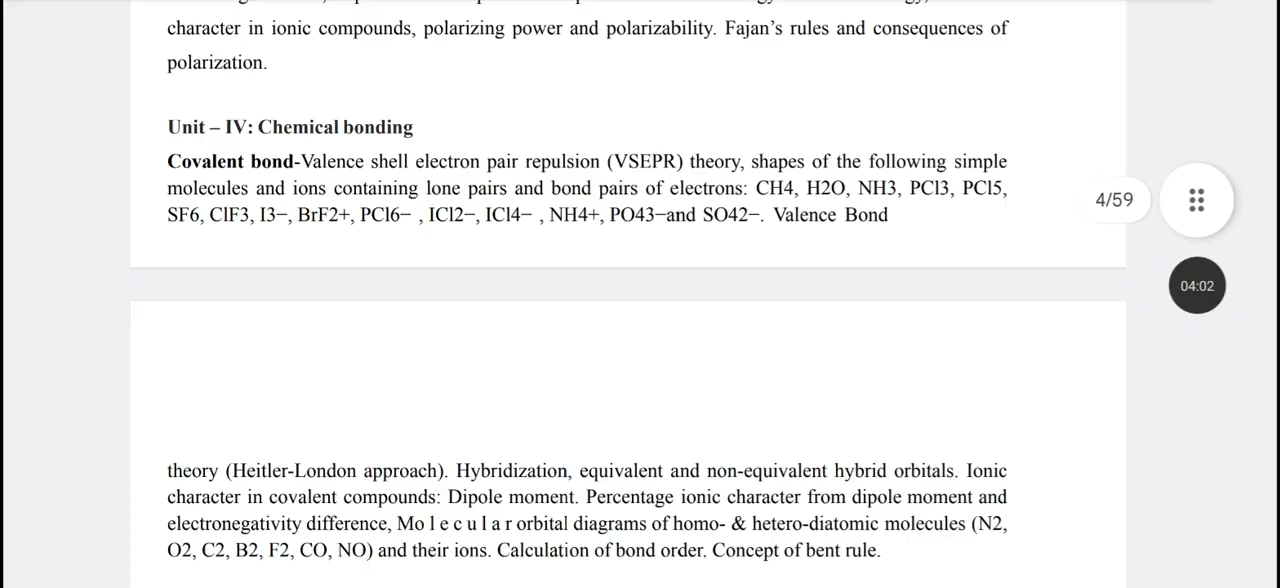 character in ionic compounds, polarizing power and polarizability. Fajan’s rules and consequences of
polarization.
Unit – IV: Chemical bonding
Covalent bond-Valence shell electron pair repulsion (VSEPR) theory, shapes of the following simple
molecules and ions containing lone pairs and bond pairs of electrons: CH4, H2O, NH3, PCl3, PCl5,
SF6, ClF3, I3−, BrF2+, PCl6− , ICl2−, ICl4− , NH4+, PO43−and SO42−. Valence Bond
4/59
04:02
theory (Heitler-London approach). Hybridization, equivalent and non-equivalent hybrid orbitals. Ionic
character in covalent compounds: Dipole moment. Percentage ionic character from dipole moment and
electronegativity difference, Mo l e c u l a r orbital diagrams of homo- & hetero-diatomic molecules (N2,
O2, C2, B2, F2, CO, NO) and their ions. Calculation of bond order. Concept of bent rule.